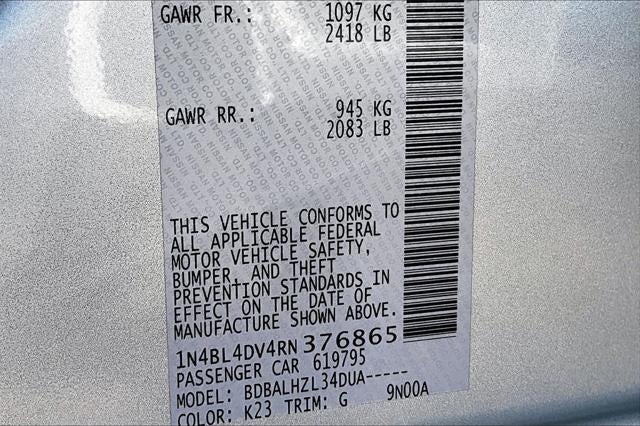 GAWR FR.: 1097 KG
2418 LB
GAWR RR.: 945 KG
2083 LB
THIS VEHICLE CONFORMS TO
ALL APPLICABLE FEDERAL
MOTOR VEHICLE SAFETY,
BUMPER, AND THEFT
PREVENTION STANDARDS IN
EFFECT ON THE DATE OF
MANUFACTURE SHOWN ABOVE.
1N4BL4DV4RN376865
PASSENGER CAR 619795
MODEL: BDBALHZL34DUA-----
COLOR: K23 TRIM: G 9N00A